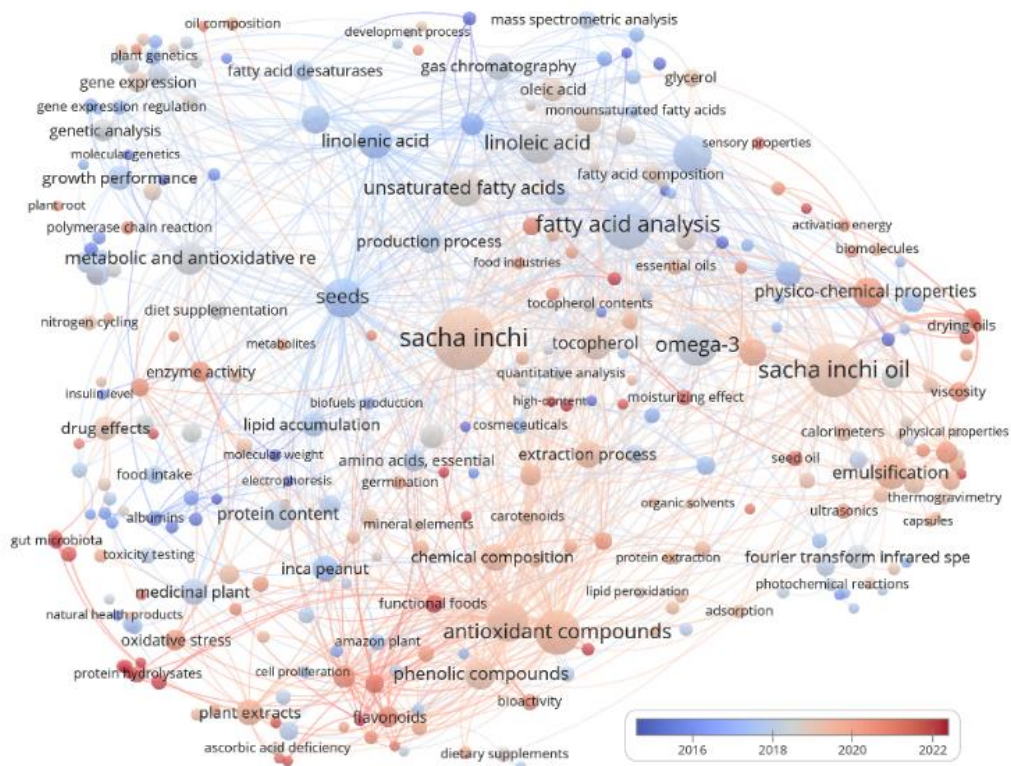 mass spectrometric analysis
oil composition
development process
plant genetics
gas chromatography
fatty acid desaturases
glycerol
gene expression
oleic acid
gene expression regulation
monounsaturated fatty acids
genetic analysis
linolenic acid
linoleic acid
sensory properties
molecular genetics
growth performance
fatty acid composition
unsaturated fatty acids
plant root
polymerase chain reaction
fatty acid analysis
activation energy
production process
biomolecules
metabolic and antioxidative re
food industries
essential oils
seeds
tocopherol contents
physico-chemical properties
diet supplementation
nitrogen cycling
drying oils
sacha inchi
metabolites
tocopherol
omega-3
enzyme activity
quantitative analysis
sacha inchi oil
insulin level
biofuels production
high-content
moisturizing effect
viscosity
drug effects
lipid accumulation
cosmeceuticals
calorimeters
physical properties
molecular weight
amino acids, essential
extraction process
seed oil
food intake
electrophoresis
germination
emulsification
organic solvents
thermogravimetry
albumins
protein content
mineral elements
carotenoids
ultrasonics
capsules
gut microbiota
toxicity testing
chemical composition
protein extraction
fourier transform infrared spe
inca peanut
medicinal plant
lipid peroxidation
photochemical reactions
functional foods
natural health products
adsorption
oxidative stress
amazon plant
antioxidant compounds
protein hydrolysates
cell proliferation
phenolic compounds
bioactivity
plant extracts
flavonoids
ascorbic acid deficiency
dietary supplements
2016 2018 2020 2022